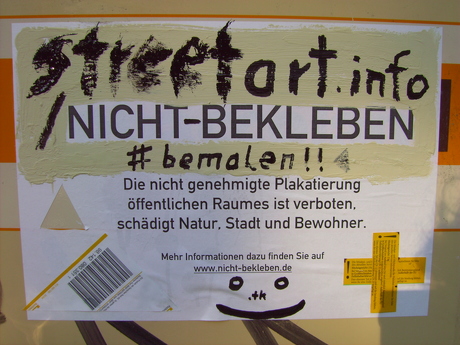 streetart.info
/NICHT-BEKLEBEN
#bemalen!!
Die nicht genehmigte Plakatierung
öffentlichen Raumes ist verboten,
schädigt Natur, Stadt und Bewohner.
Mehr Informationen dazu finden Sie auf
www.nicht-bekleben.de
.tk